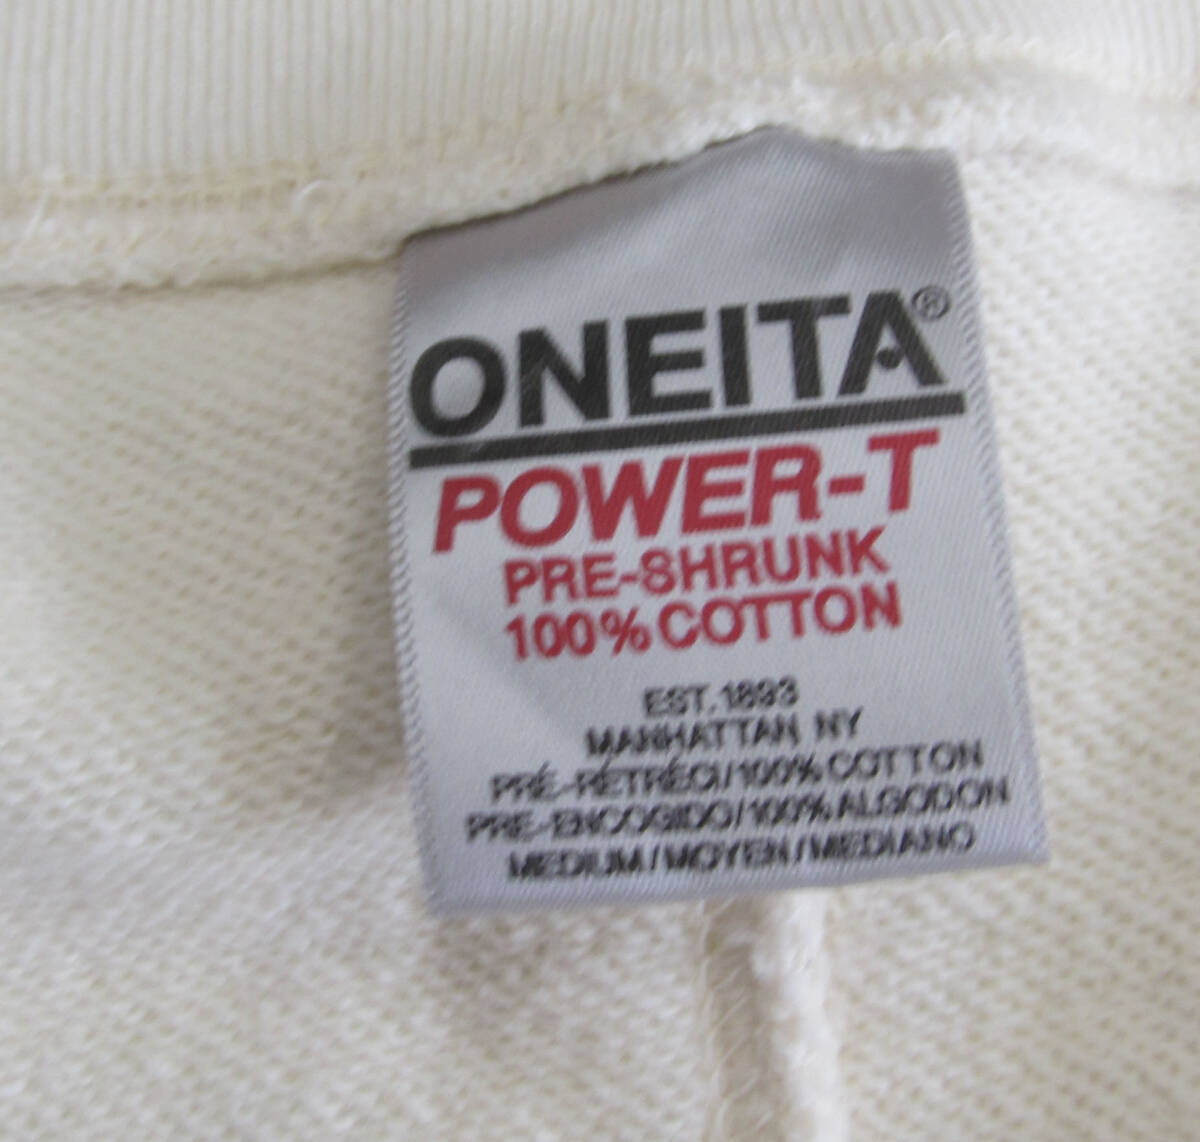 ONEITA®
POWER-T
PRE-SHRUNK
100% COTTON
EST. 1893
MANHATTAN NY
PRÉ-RÉTRÉCI/100% COTTON
PRE-ENCOGIDO/100% ALGODON
MEDIUM/MOYEN/MEDIANO